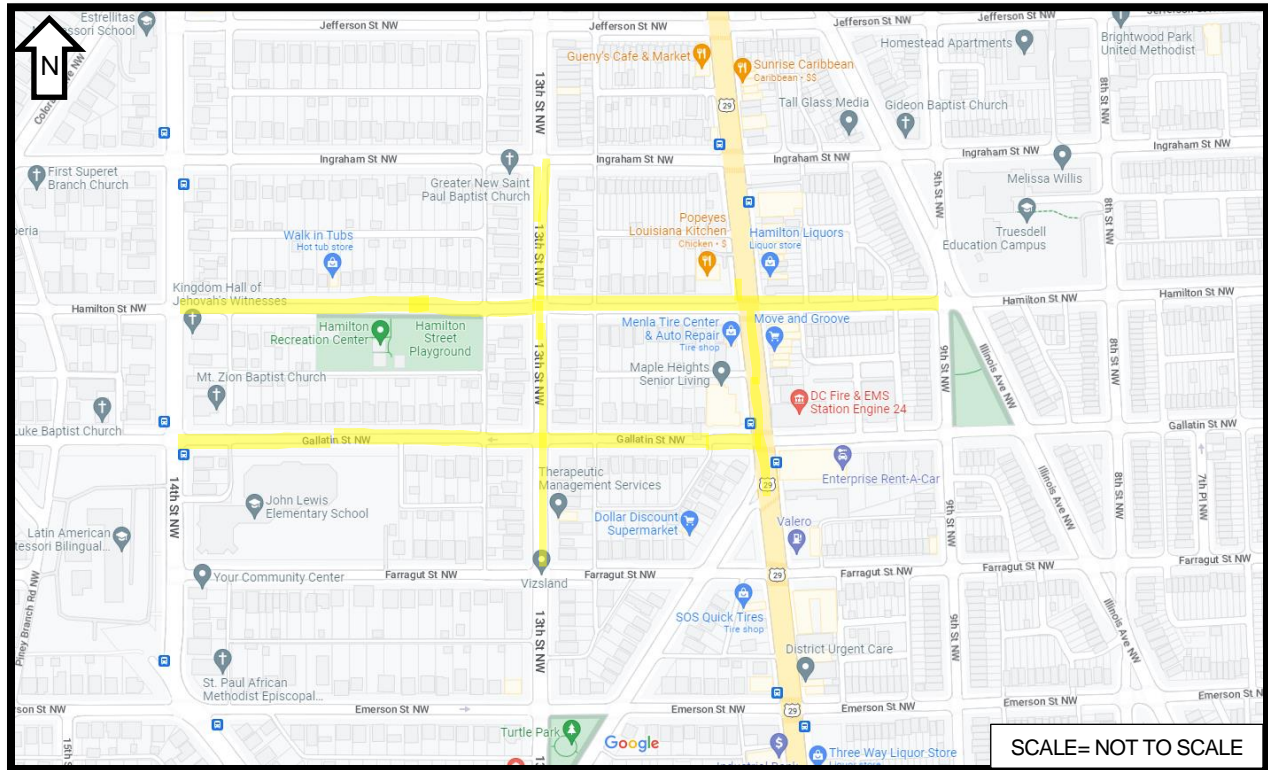 Estrellitas
ssori School
Jefferson St NW
Jefferson St NW
Jefferson St NW
N
Gueny's Cafe & Market
Sunrise Caribbean
Caribbean • $$
Homestead Apartments
Brightwood Park
United Methodist
13th St NW
29
Tall Glass Media
Gideon Baptist Church
8th St NW
First Superet
Branch Church
Ingraham St NW
Ingraham St NW
Ingraham St NW
Ingraham St NW
Ingraham St NW
Greater New Saint
Paul Baptist Church
Melissa Willis
9th St NW
8th St NW
Walk in Tubs
Hot tub store
13th St NW
Popeyes
Louisiana Kitchen
Chicken • $
Hamilton Liquors
Liquor store
Truesdell
Education Campus
Kingdom Hall of
Jehovah's Witnesses
Hamilton St NW
Hamilton St NW
Hamilton St NW
Hamilton
Recreation Center
Hamilton
Street
Playground
Menla Tire Center
& Auto Repair
Tire shop
Move and Groove
13th St NW
Maple Heights
Senior Living
9th St NW
Illinois Ave NW
8th St NW
Mt. Zion Baptist Church
DC Fire & EMS
Station Engine 24
Luke Baptist Church
Gallatin St NW
Gallatin St NW
Gallatin St NW
14th St NW
Therapeutic
Management Services
29
Enterprise Rent-A-Car
John Lewis
Elementary School
Dollar Discount
Supermarket
Valero
9th St NW
Illinois Ave NW
8th St NW
7th Pl NW
Latin American
tessori Bilingual...
Piney Branch Rd NW
Your Community Center
Farragut St NW
Vizsland
Farragut St NW
29
Farragut St NW
Farragut St NW
13th St NW
SOS Quick Tires
Tire shop
9th St NW
Illinois Ave NW
8th St NW
District Urgent Care
St. Paul African
Methodist Episcopal...
son St NW
Emerson St NW
Emerson St NW
29
Emerson St NW
Emerson St NW
Emerson St N
15th S
Turtle Park
Google
Three Way Liquor Store
SCALE= NOT TO SCALE